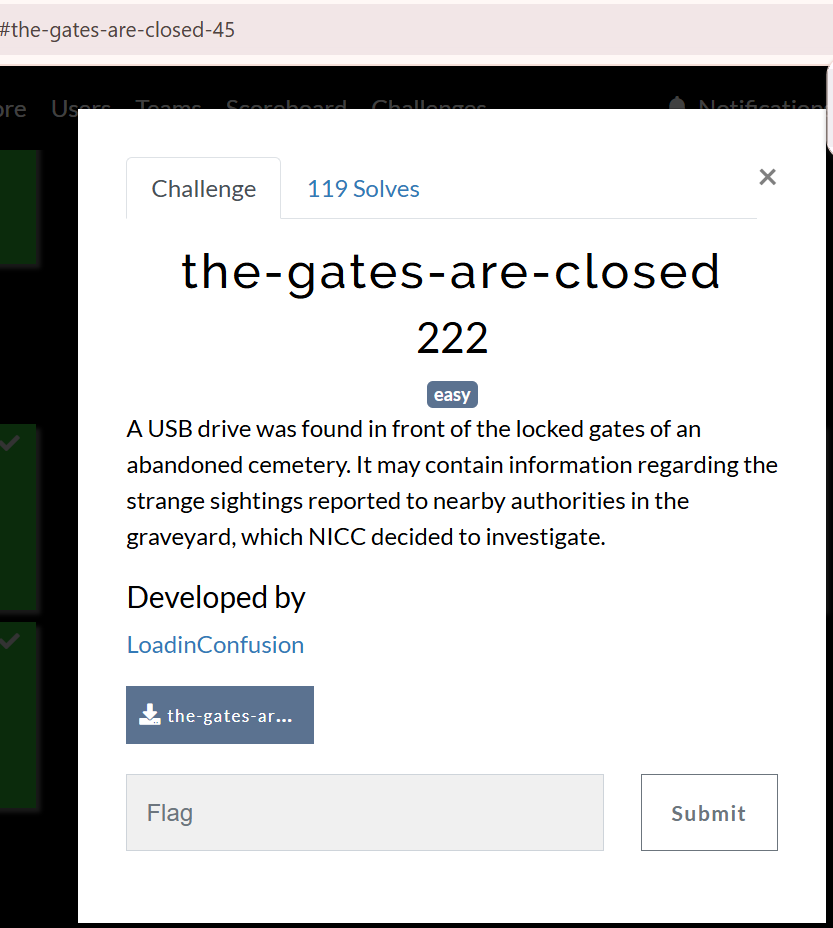 #the-gates-are-closed-45
ore Users Teams Scoreboard Challenges Notification
Challenge 119 Solves ×
the-gates-are-closed
222
easy
A USB drive was found in front of the locked gates of an
abandoned cemetery. It may contain information regarding the
strange sightings reported to nearby authorities in the
graveyard, which NICC decided to investigate.
Developed by
LoadinConfusion
the-gates-ar...
Flag Submit